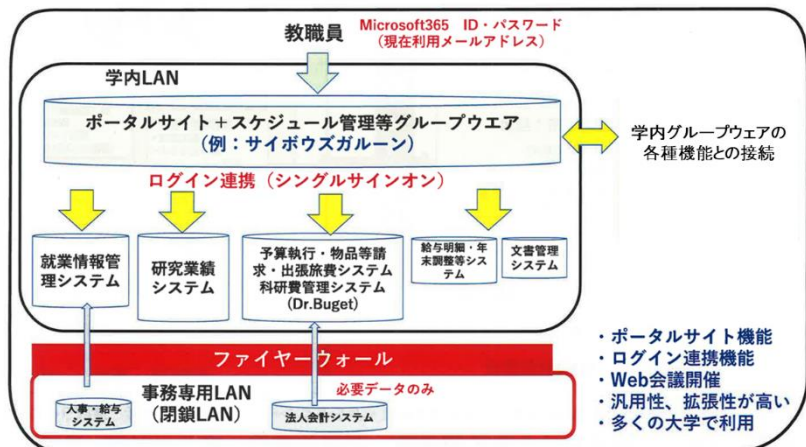 教職員
Microsoft365　ID・パスワード
（現在利用メールアドレス）
学内LAN
ポータルサイト＋スケジュール管理等グループウエア
（例：サイボウズガルーン）
学内グループウェアの
各種機能との接続
ログイン連携（シングルサインオン）
就業情報管
理システム
研究業績
システム
予算執行・物品等請
求・出張旅費システム
科研費管理システム
(Dr.Buget)
給与明細・年
末調整等シス
テム
文書管理
システム
ファイヤーウォール
事務専用LAN
（閉鎖LAN）
必要データのみ
人事・給与
システム
法人会計システム
・ポータルサイト機能
・ログイン連携機能
・Web会議開催
・汎用性、拡張性が高い
・多くの大学で利用